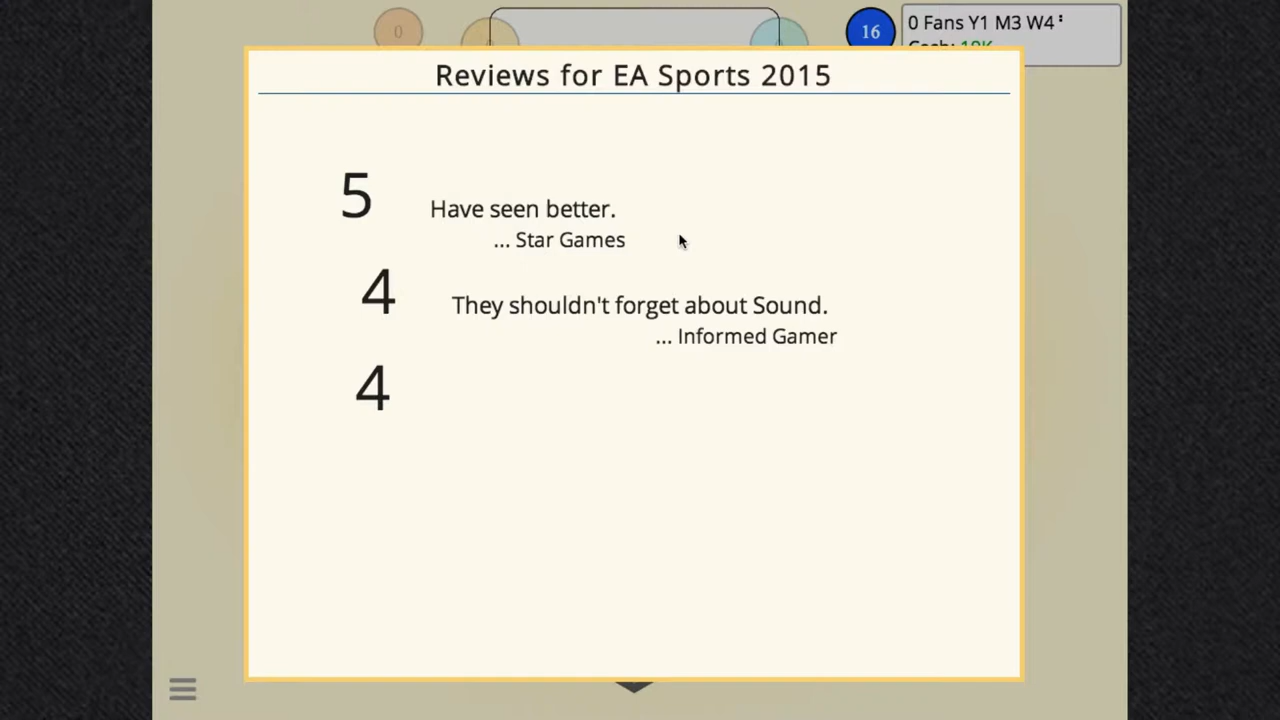 0
16
0 Fans Y1 M3 W4
Reviews for EA Sports 2015
5
Have seen better.
... Star Games
4
They shouldn't forget about Sound.
... Informed Gamer
4